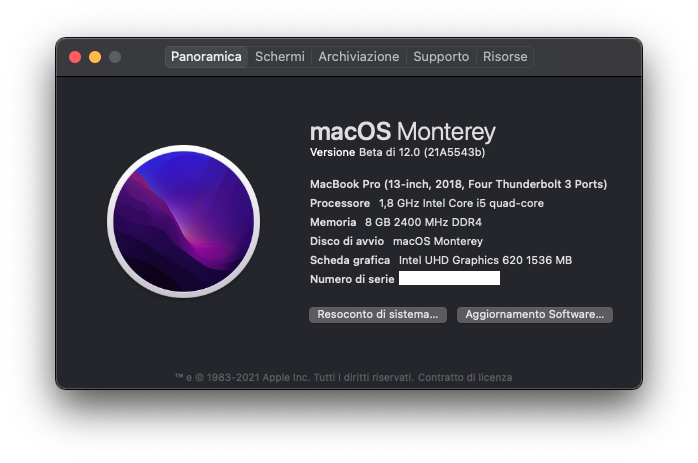 Panoramica Schermi Archiviazione Supporto Risorse
macOS Monterey
Versione Beta di 12.0 (21A5543b)
MacBook Pro (13-inch, 2018, Four Thunderbolt 3 Ports)
Processore 1,8 GHz Intel Core i5 quad-core
Memoria 8 GB 2400 MHz DDR4
Disco di avvio macOS Monterey
Scheda grafica Intel UHD Graphics 620 1536 MB
Numero di serie
Resoconto di sistema... Aggiornamento Software...
™ e © 1983-2021 Apple Inc. Tutti i diritti riservati. Contratto di licenza